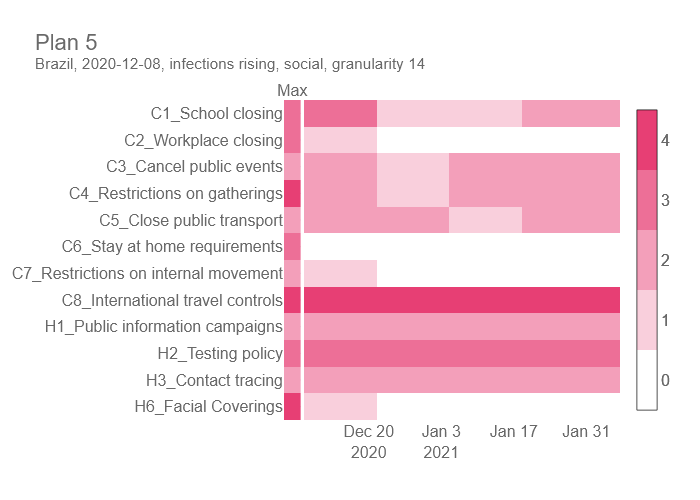 Plan 5
Brazil, 2020-12-08, infections rising, social, granularity 14
Max
C1_School closing
C2_Workplace closing
C3_Cancel public events
C4_Restrictions on gatherings
C5_Close public transport
C6_Stay at home requirements
C7_Restrictions on internal movement
C8_International travel controls
H1_Public information campaigns
H2_Testing policy
H3_Contact tracing
H6_Facial Coverings
4
3
2
1
0
Dec 20 Jan 3 Jan 17 Jan 31
2020 2021